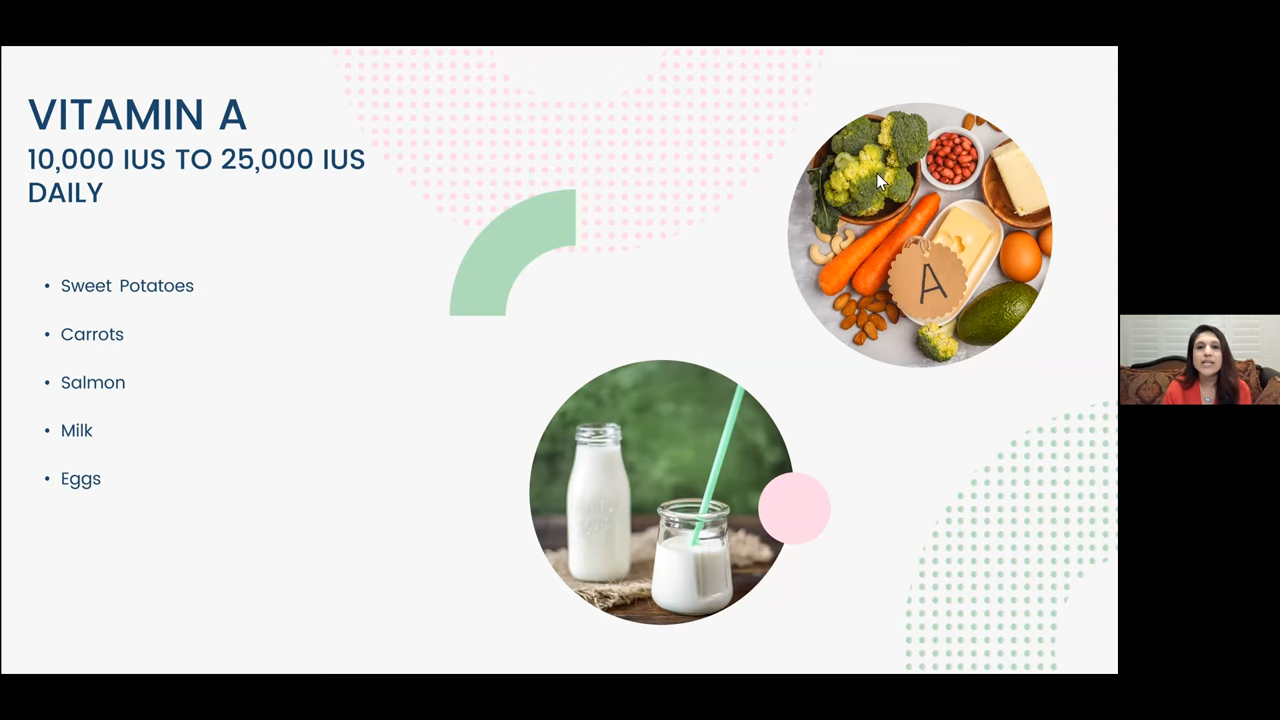 VITAMIN A
10,000 IUS TO 25,000 IUS
DAILY
• Sweet Potatoes
• Carrots
• Salmon
• Milk
• Eggs
A